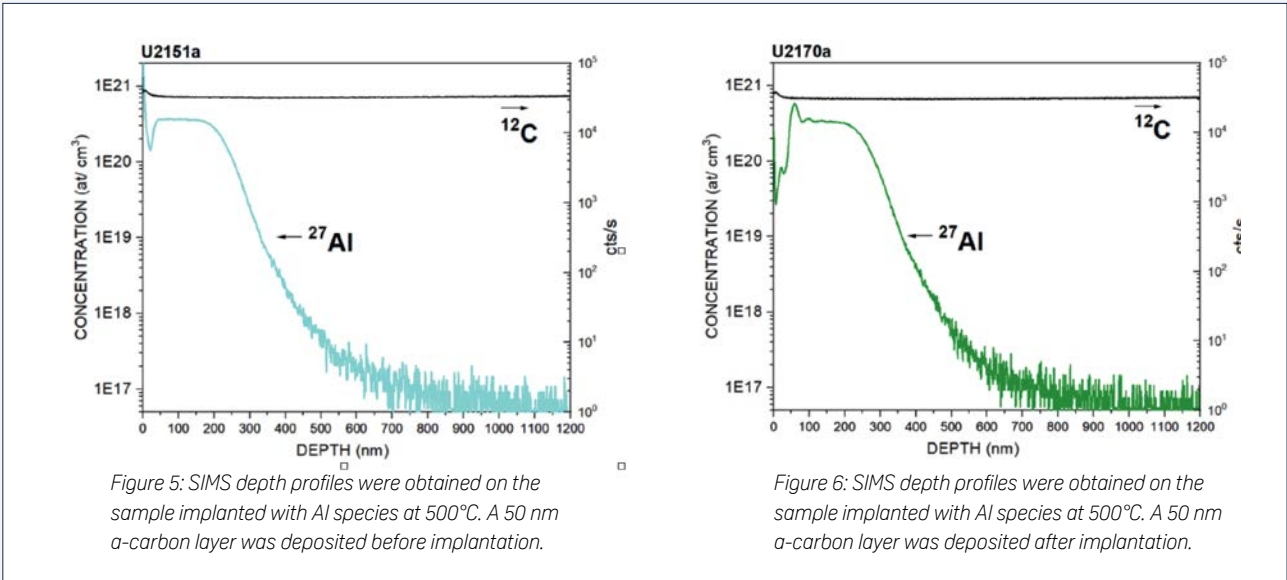 U2151a
1E21
1E20
1E19
1E18
1E17
CONCENTRATION (at/ cm³)
10⁵
10⁴
10³
10²
10¹
10⁰
cts/s
¹²C
²⁷Al
0 100 200 300 400 500 600 700 800 900 1000 1100 1200
DEPTH (nm)
Figure 5: SIMS depth profiles were obtained on the
sample implanted with Al species at 500°C. A 50 nm
a-carbon layer was deposited before implantation.
U2170a
1E21
1E20
1E19
1E18
1E17
CONCENTRATION (at/ cm³)
10⁵
10⁴
10³
10²
10¹
10⁰
cts/s
¹²C
²⁷Al
0 100 200 300 400 500 600 700 800 900 1000 1100 1200
DEPTH (nm)
Figure 6: SIMS depth profiles were obtained on the
sample implanted with Al species at 500°C. A 50 nm
a-carbon layer was deposited after implantation.